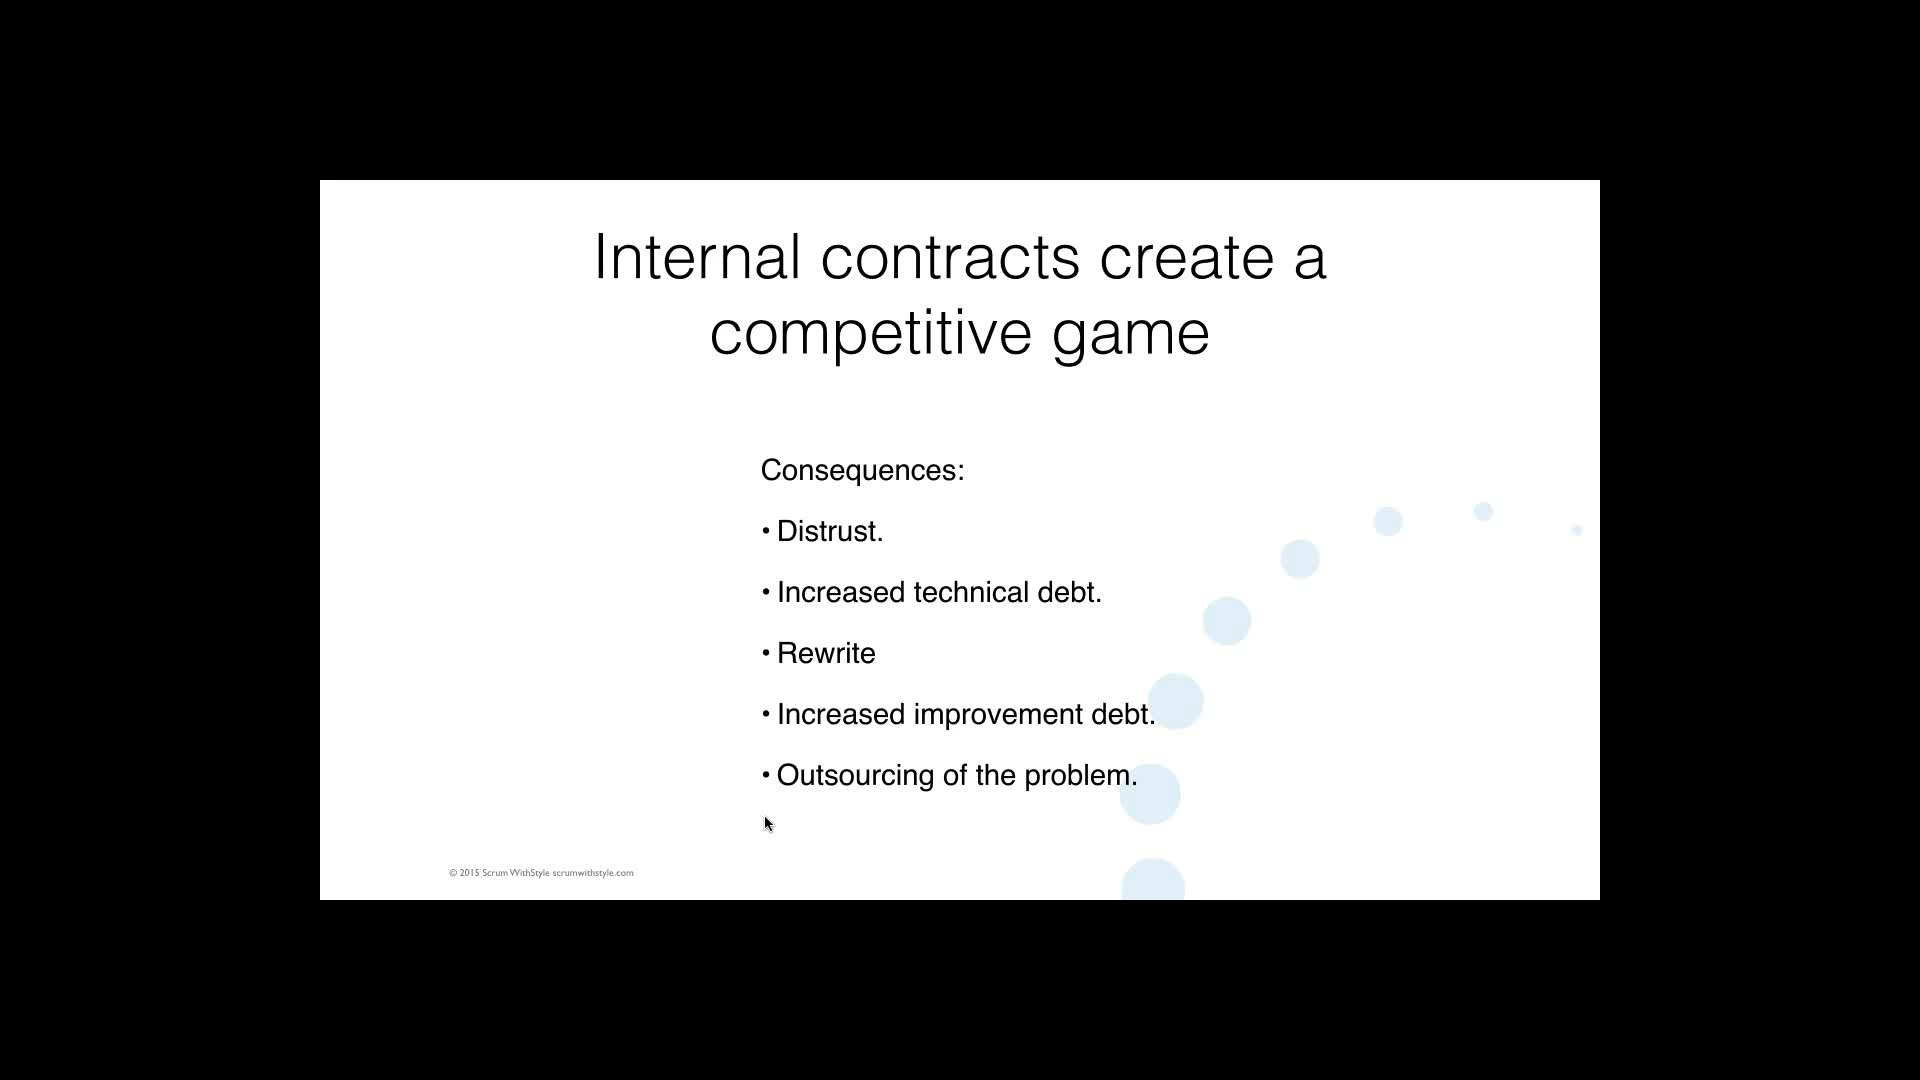 Internal contracts create a
competitive game
Consequences:
• Distrust.
• Increased technical debt.
• Rewrite
• Increased improvement debt.
• Outsourcing of the problem.
© 2015 Scrum WithStyle scrumwithstyle.com